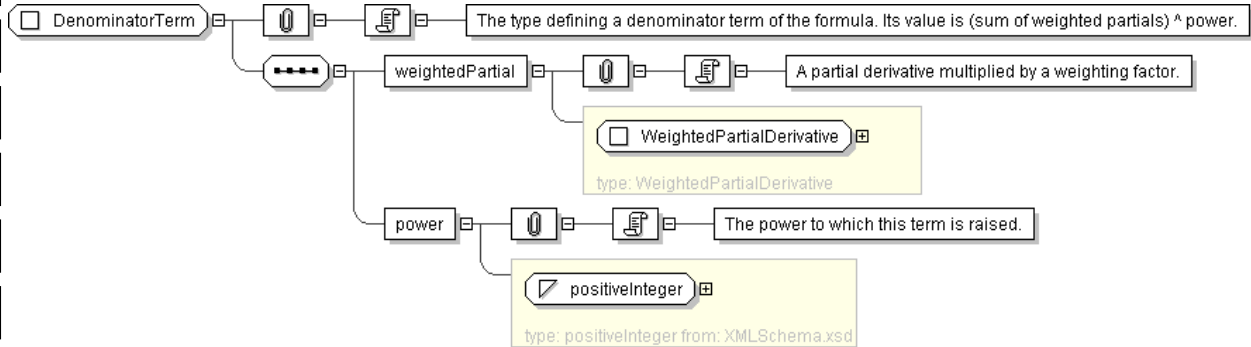 DenominatorTerm
The type defining a denominator term of the formula. Its value is (sum of weighted partials) ^ power.
weightedPartial
A partial derivative multiplied by a weighting factor.
WeightedPartialDerivative
type: WeightedPartialDerivative
power
The power to which this term is raised.
positiveInteger
type: positiveInteger from: XMLSchema.xsd